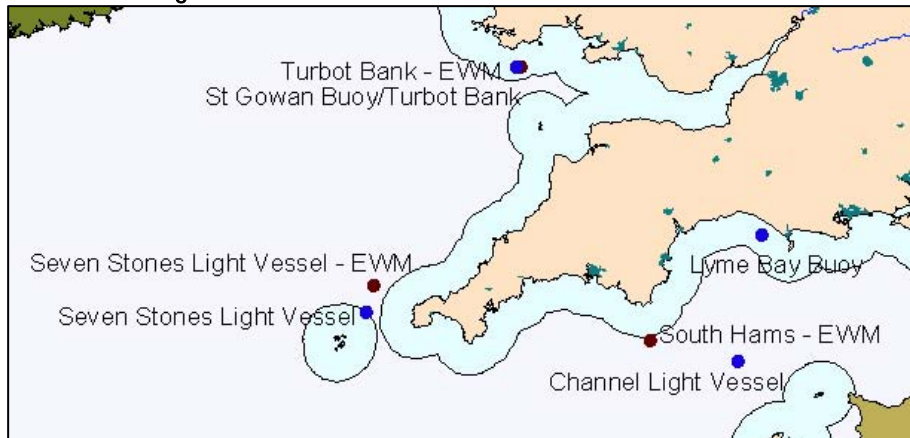 Turbot Bank - EWM
St Gowan Buoy/Turbot Bank
Seven Stones Light Vessel - EWM
Lyme Bay Buoy
Seven Stones Light Vessel
South Hams - EWM
Channel Light Vessel